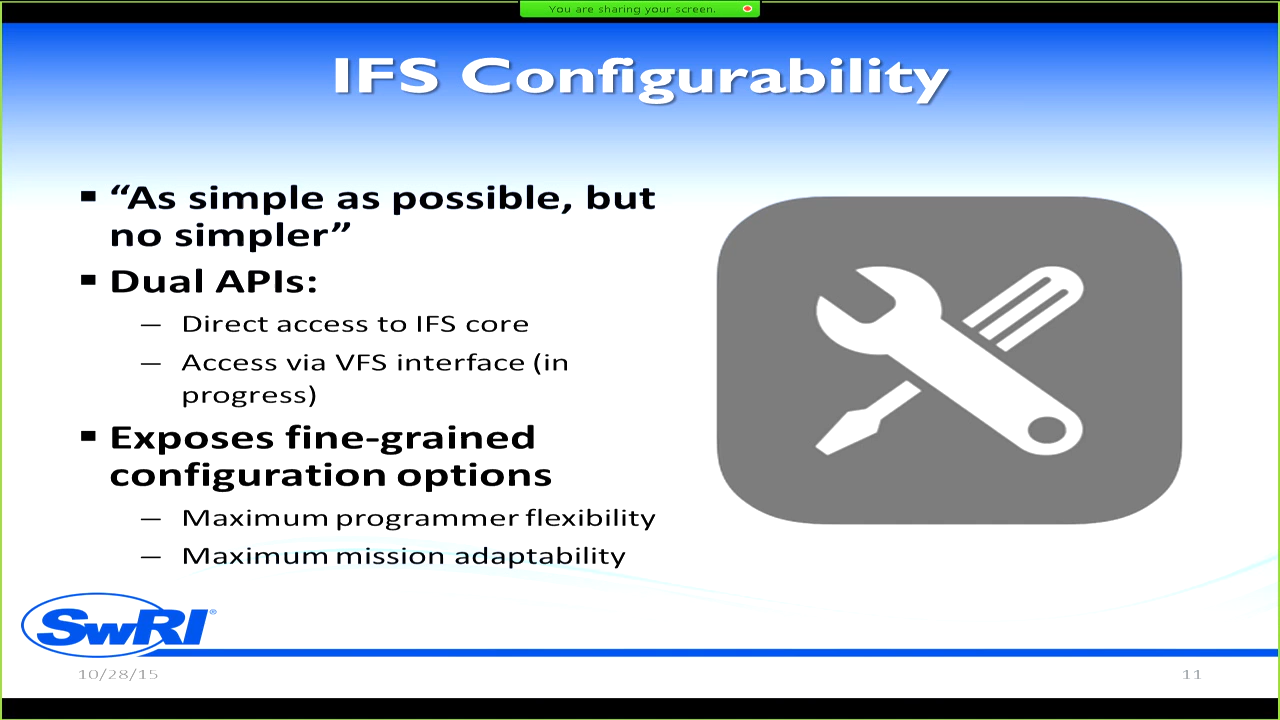 You are sharing your screen.
IFS Configurability
“As simple as possible, but
no simpler”
Dual APIs:
— Direct access to IFS core
— Access via VFS interface (in
progress)
Exposes fine-grained
configuration options
— Maximum programmer flexibility
— Maximum mission adaptability
SwRI®
10/28/15
11